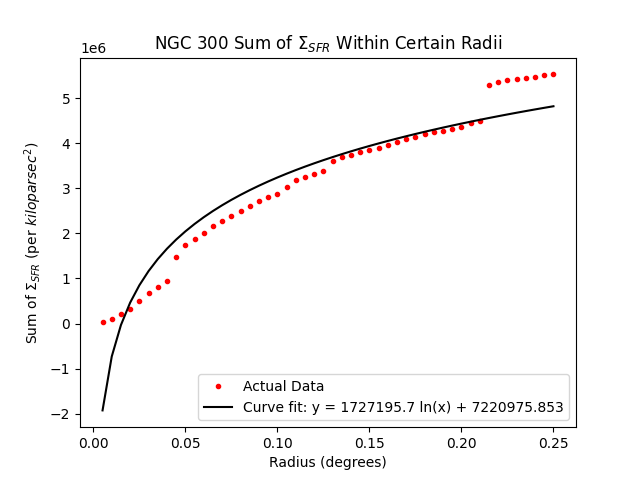 NGC 300 Sum of Σ_SFR Within Certain Radii
1e6
5
4
3
2
1
0
−1
−2
Sum of Σ_SFR (per kiloparsec²)
Actual Data
Curve fit: y = 1727195.7 ln(x) + 7220975.853
0.00 0.05 0.10 0.15 0.20 0.25
Radius (degrees)